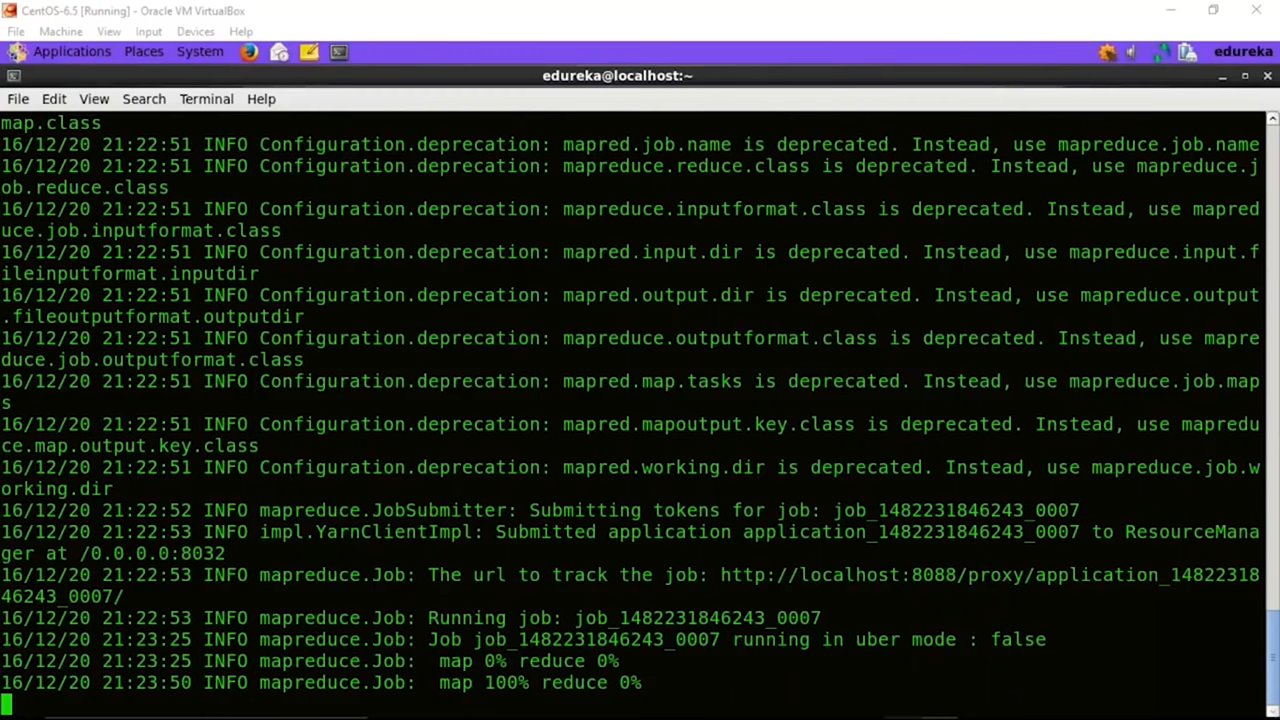 CentOS-6.5 [Running] - Oracle VM VirtualBox
File Machine View Input Devices Help
Applications Places System edureka
edureka@localhost:~
File Edit View Search Terminal Help
map.class
16/12/20 21:22:51 INFO Configuration.deprecation: mapred.job.name is deprecated. Instead, use mapreduce.job.name
16/12/20 21:22:51 INFO Configuration.deprecation: mapreduce.reduce.class is deprecated. Instead, use mapreduce.j
ob.reduce.class
16/12/20 21:22:51 INFO Configuration.deprecation: mapreduce.inputformat.class is deprecated. Instead, use mapred
uce.job.inputformat.class
16/12/20 21:22:51 INFO Configuration.deprecation: mapred.input.dir is deprecated. Instead, use mapreduce.input.f
ileinputformat.inputdir
16/12/20 21:22:51 INFO Configuration.deprecation: mapred.output.dir is deprecated. Instead, use mapreduce.output
.fileoutputformat.outputdir
16/12/20 21:22:51 INFO Configuration.deprecation: mapreduce.outputformat.class is deprecated. Instead, use mapre
duce.job.outputformat.class
16/12/20 21:22:51 INFO Configuration.deprecation: mapred.map.tasks is deprecated. Instead, use mapreduce.job.map
s
16/12/20 21:22:51 INFO Configuration.deprecation: mapred.mapoutput.key.class is deprecated. Instead, use mapredu
ce.map.output.key.class
16/12/20 21:22:51 INFO Configuration.deprecation: mapred.working.dir is deprecated. Instead, use mapreduce.job.w
orking.dir
16/12/20 21:22:52 INFO mapreduce.JobSubmitter: Submitting tokens for job: job_1482231846243_0007
16/12/20 21:22:53 INFO impl.YarnClientImpl: Submitted application application_1482231846243_0007 to ResourceMana
ger at /0.0.0.0:8032
16/12/20 21:22:53 INFO mapreduce.Job: The url to track the job: http://localhost:8088/proxy/application_14822318
46243_0007/
16/12/20 21:22:53 INFO mapreduce.Job: Running job: job_1482231846243_0007
16/12/20 21:23:25 INFO mapreduce.Job: Job job_1482231846243_0007 running in uber mode : false
16/12/20 21:23:25 INFO mapreduce.Job:  map 0% reduce 0%
16/12/20 21:23:50 INFO mapreduce.Job:  map 100% reduce 0%